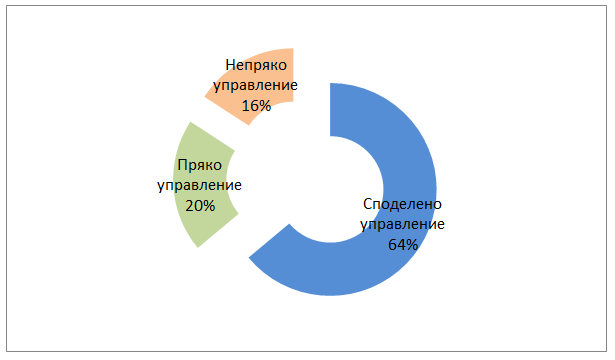 Непряко
управление
16%
Пряко
управление
20%
Споделено
управление
64%